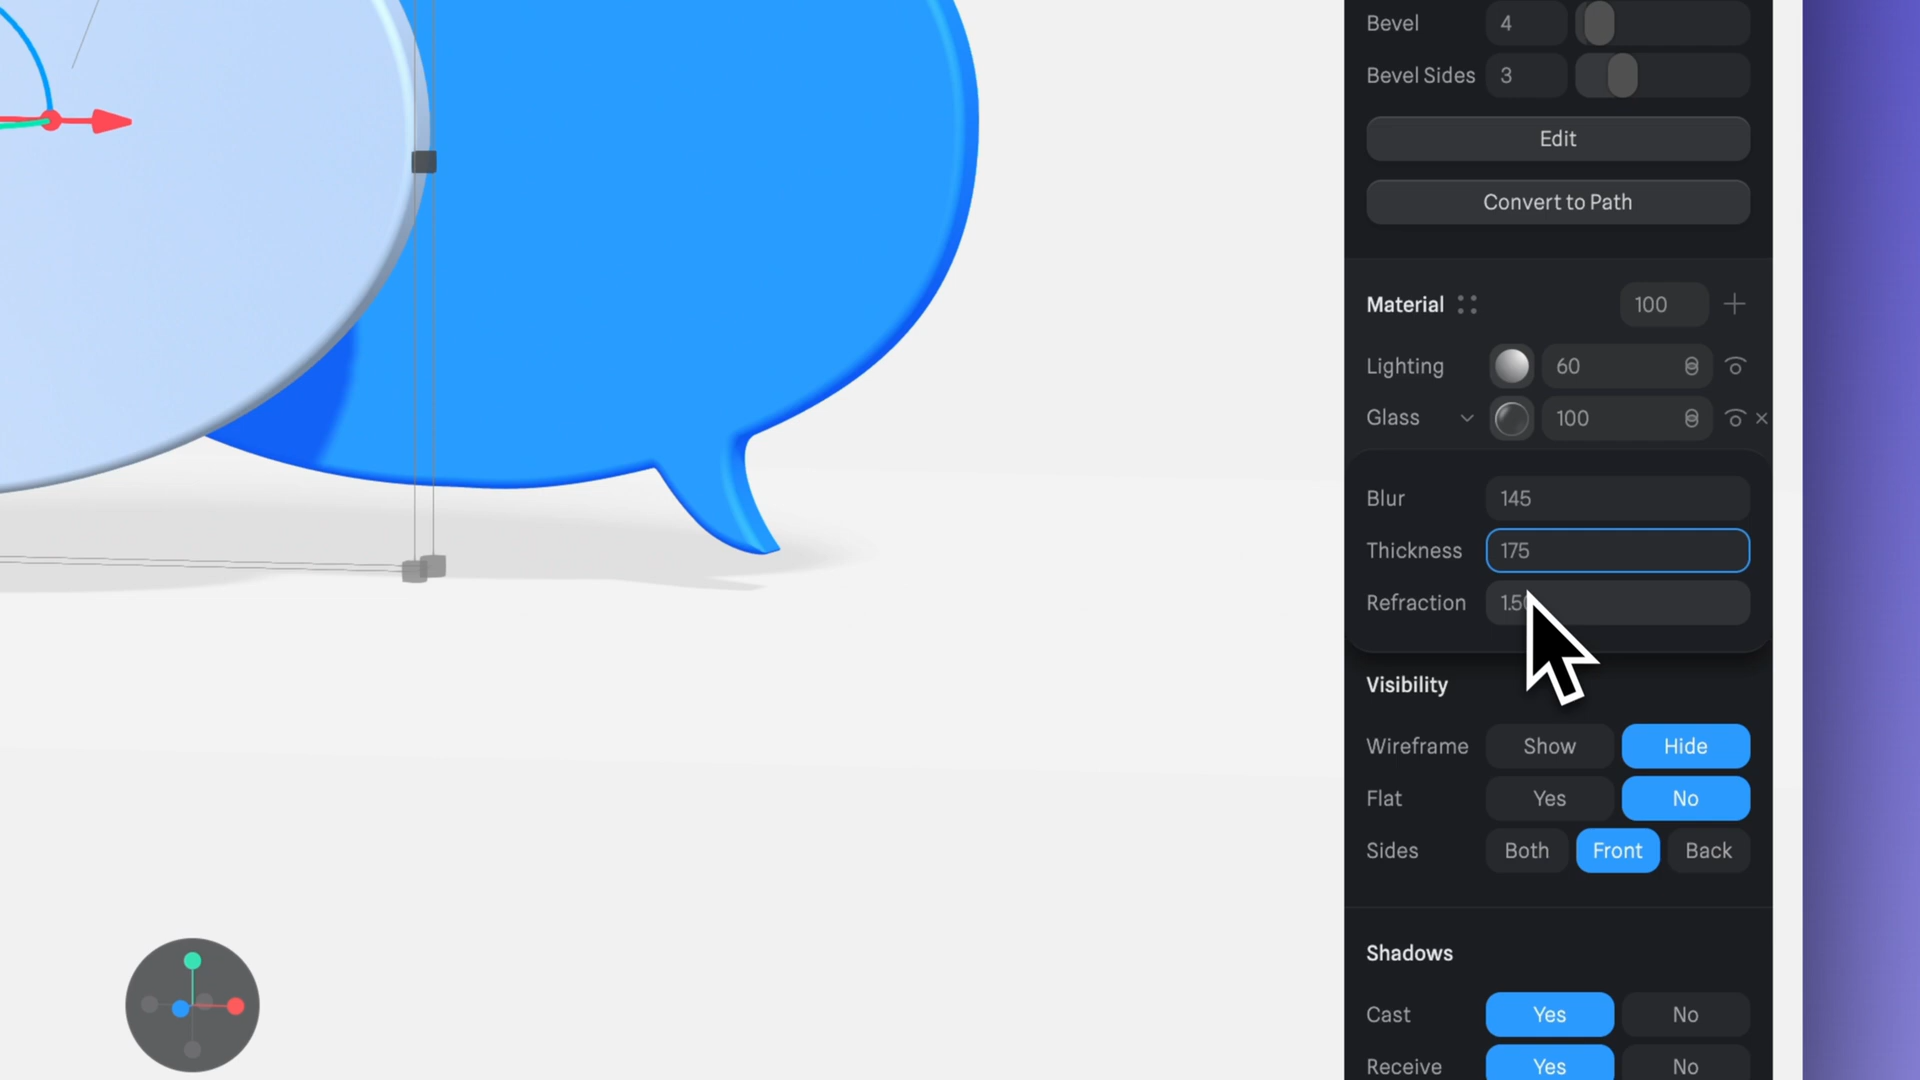 Bevel 4
Bevel Sides 3
Edit
Convert to Path
Material 100
Lighting 60
Glass 100
Blur 145
Thickness 175
Refraction
Visibility
Wireframe Show Hide
Flat Yes No
Sides Both Front Back
Shadows
Cast Yes No
Receive Yes No